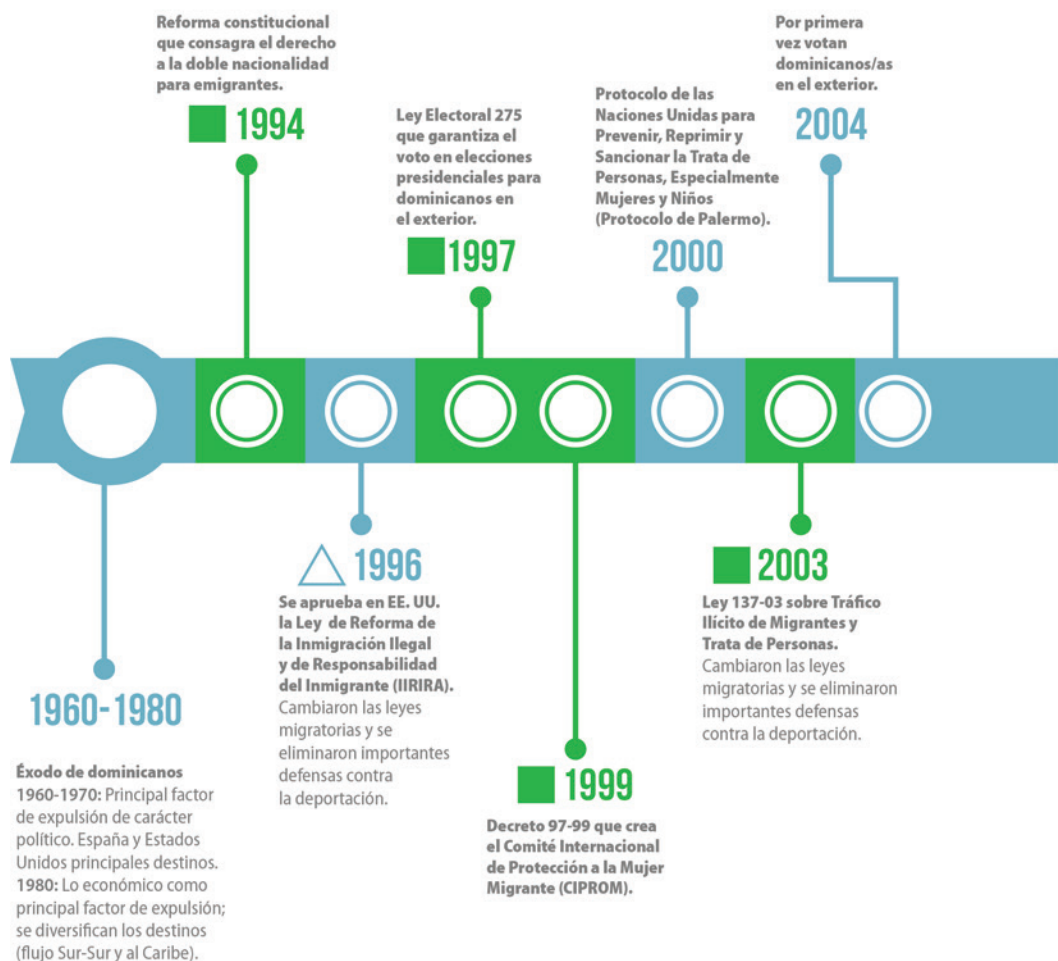 Reforma constitucional
que consagra el derecho
a la doble nacionalidad
para emigrantes.
1994
Ley Electoral 275
que garantiza el
voto en elecciones
presidenciales para
dominicanos en
el exterior.
1997
Protocolo de las
Naciones Unidas para
Prevenir, Reprimir y
Sancionar la Trata de
Personas, Especialmente
Mujeres y Niños
(Protocolo de Palermo).
2000
Por primera
vez votan
dominicanos/as
en el exterior.
2004
1960-1980
Éxodo de dominicanos
1960-1970: Principal factor
de expulsión de carácter
político. España y Estados
Unidos principales destinos.
1980: Lo económico como
principal factor de expulsión;
se diversifican los destinos
(flujo Sur-Sur y al Caribe).
1996
Se aprueba en EE. UU.
la Ley de Reforma de
la Inmigración Ilegal
y de Responsabilidad
del Inmigrante (IIRIRA).
Cambiaron las leyes
migratorias y se
eliminaron importantes
defensas contra
la deportación.
1999
Decreto 97-99 que crea
el Comité Internacional
de Protección a la Mujer
Migrante (CIPROM).
2003
Ley 137-03 sobre Tráfico
Ilícito de Migrantes y
Trata de Personas.
Cambiaron las leyes
migratorias y se eliminaron
importantes defensas
contra la deportación.